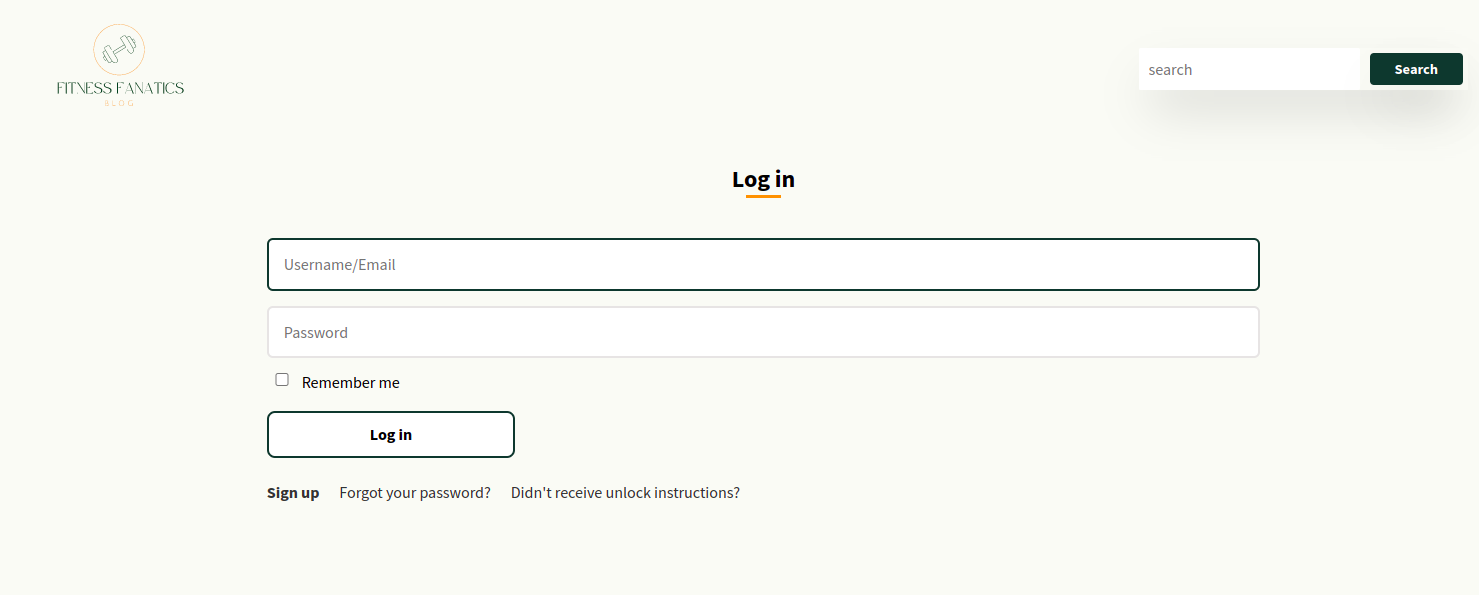 FITNESS FANATICS
BLOG
search
Search
Log in
Username/Email
Password
Remember me
Log in
Sign up Forgot your password? Didn't receive unlock instructions?